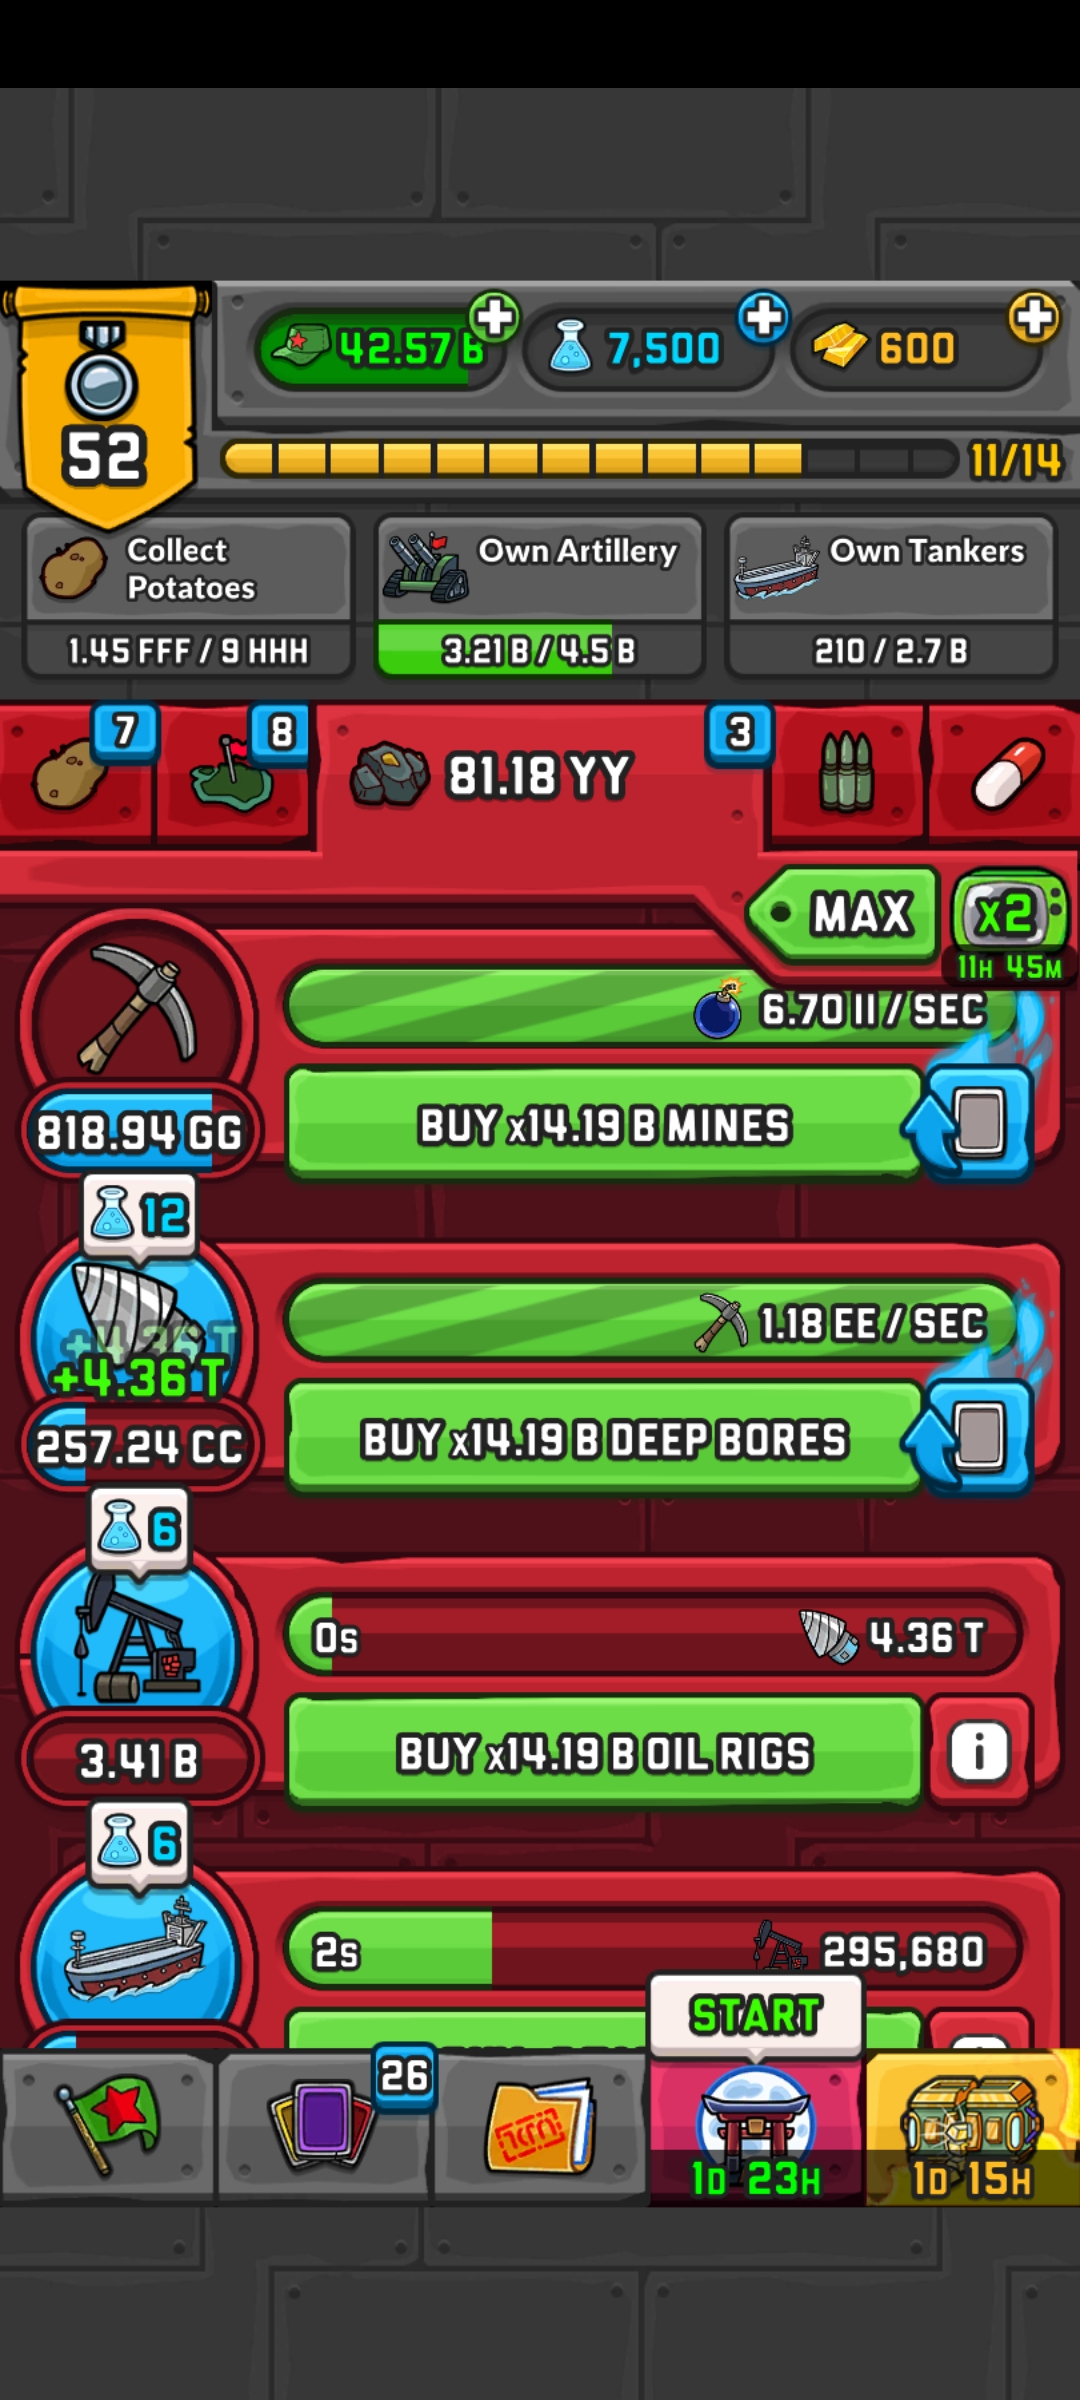 42.57 B
7,500
600
52
11/14
Collect
Potatoes
1.45 FFF / 9 HHH
Own Artillery
3.21 B / 4.5 B
Own Tankers
210 / 2.7 B
7
8
81.18 YY
3
MAX
x2
11H 45M
6.70 II / SEC
818.94 GG
BUY x14.19 B MINES
12
1.18 EE / SEC
+4.36 T
+4.36 T
257.24 CC
BUY x14.19 B DEEP BORES
6
0s
4.36 T
3.41 B
BUY x14.19 B OIL RIGS
i
6
2s
295,680
START
26
1D 23H
1D 15H